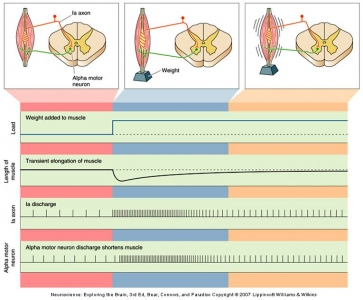 Ia axon
Alpha motor
neuron
Weight
Weight added to muscle
Load
Transient elongation of muscle
Length of
muscle
Ia discharge
Ia axon
Alpha motor neuron discharge shortens muscle
Alpha motor
neuron
Neuroscience: Exploring the Brain, 3rd Ed, Bear, Connors, and Paradiso Copyright © 2007 Lippincott Williams & Wilkins